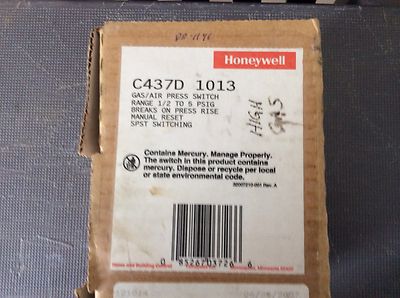 Honeywell
C437D 1013
GAS/AIR PRESS SWITCH
RANGE 1/2 TO 5 PSIG
BREAKS ON PRESS RISE
MANUAL RESET
SPST SWITCHING
HIGH
GAS
Contains Mercury. Manage Properly.
The switch in this product contains
mercury. Dispose or recycle per local
or state environmental code.